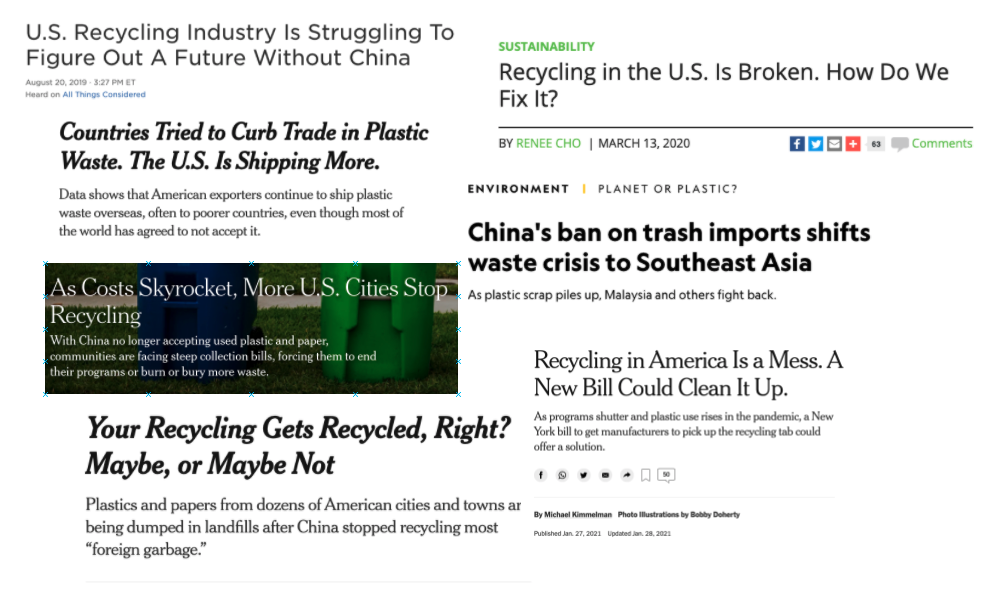 U.S. Recycling Industry Is Struggling To
Figure Out A Future Without China
August 20, 2019 · 3:27 PM ET
Heard on All Things Considered
Countries Tried to Curb Trade in Plastic
Waste. The U.S. Is Shipping More.
Data shows that American exporters continue to ship plastic
waste overseas, often to poorer countries, even though most of
the world has agreed to not accept it.
As Costs Skyrocket, More U.S. Cities Stop
Recycling
With China no longer accepting used plastic and paper,
communities are facing steep collection bills, forcing them to end
their programs or burn or bury more waste.
Your Recycling Gets Recycled, Right?
Maybe, or Maybe Not
Plastics and papers from dozens of American cities and towns ar
being dumped in landfills after China stopped recycling most
“foreign garbage.”
SUSTAINABILITY
Recycling in the U.S. Is Broken. How Do We
Fix It?
BY RENEE CHO | MARCH 13, 2020 63 Comments
ENVIRONMENT | PLANET OR PLASTIC?
China's ban on trash imports shifts
waste crisis to Southeast Asia
As plastic scrap piles up, Malaysia and others fight back.
Recycling in America Is a Mess. A
New Bill Could Clean It Up.
As programs shutter and plastic use rises in the pandemic, a New
York bill to get manufacturers to pick up the recycling tab could
offer a solution.
50
By Michael Kimmelman Photo Illustrations by Bobby Doherty
Published Jan. 27, 2021 Updated Jan. 28, 2021